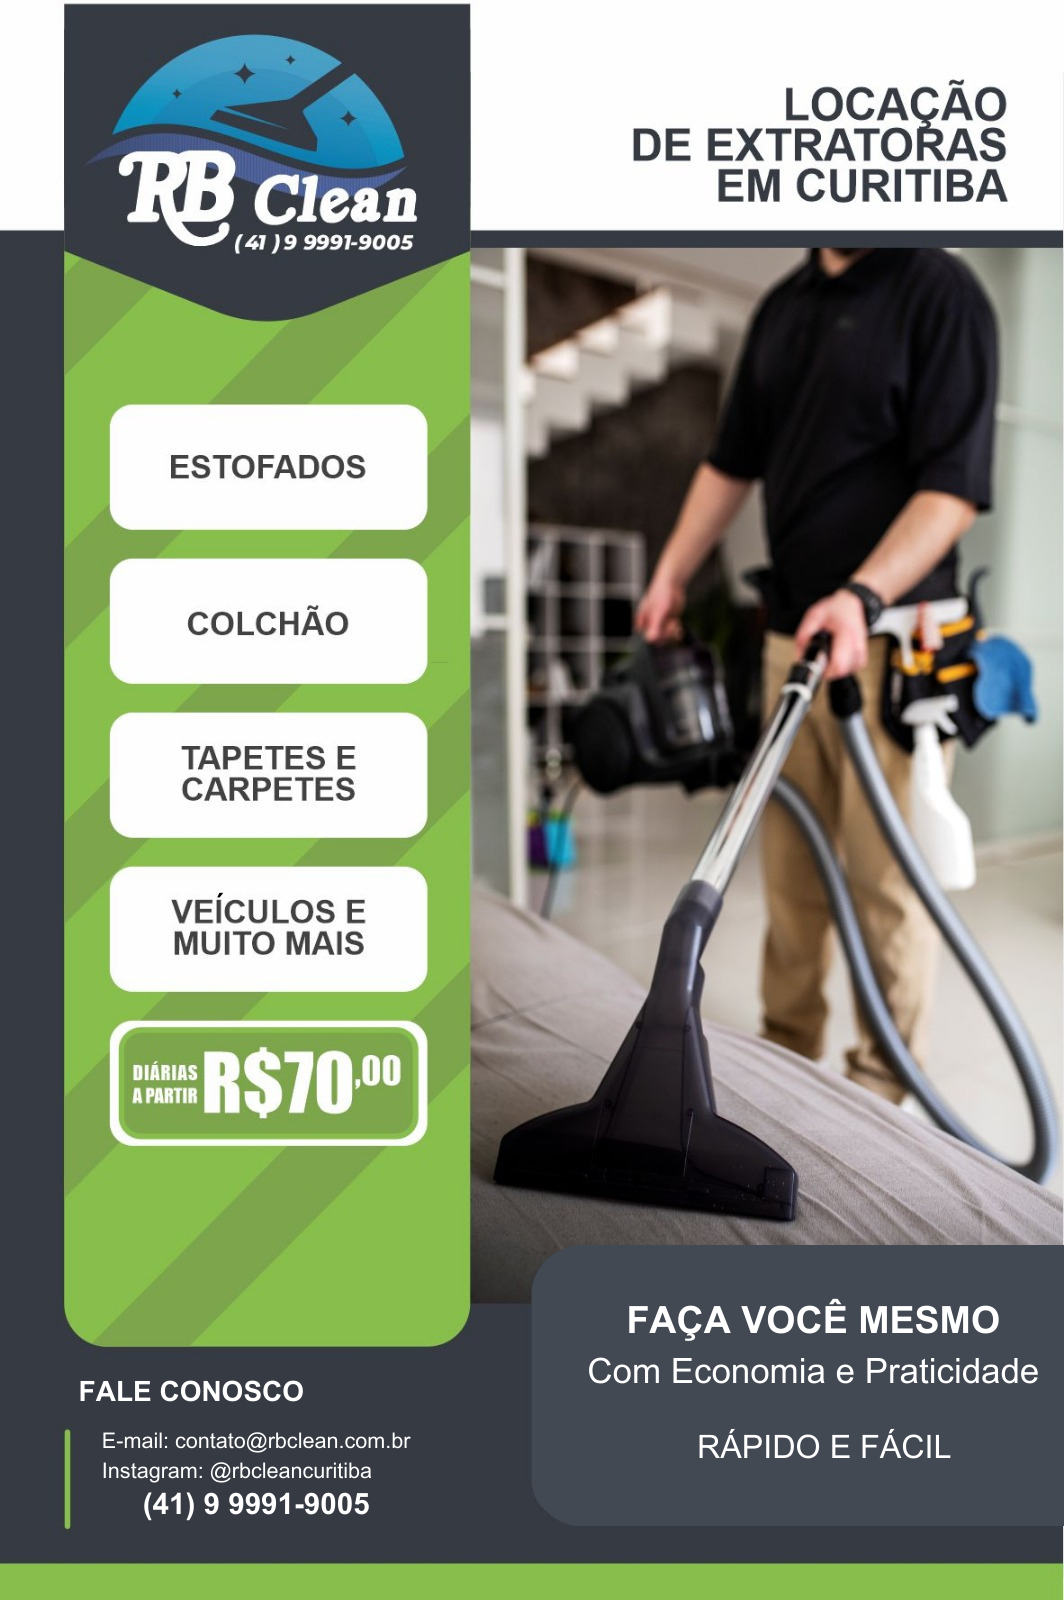 RB Clean
(41) 9 9991-9005
LOCAÇÃO
DE EXTRATORAS
EM CURITIBA
ESTOFADOS
COLCHÃO
TAPETES E
CARPETES
VEÍCULOS E
MUITO MAIS
DIÁRIAS
A PARTIR
R$70,00
FAÇA VOCÊ MESMO
Com Economia e Praticidade
RÁPIDO E FÁCIL
FALE CONOSCO
E-mail: contato@rbclean.com.br
Instagram: @rbcleancuritiba
(41) 9 9991-9005